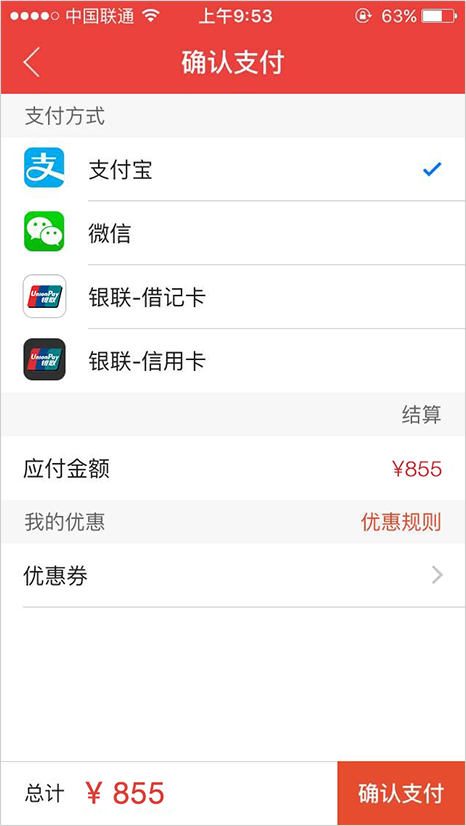 中国联通 上午9:53 63%
确认支付
支付方式
支 支付宝
微信
UnionPay 银联 银联-借记卡
UnionPay 银联 银联-信用卡
结算
应付金额 ¥855
我的优惠 优惠规则
优惠券
总计 ¥ 855 确认支付